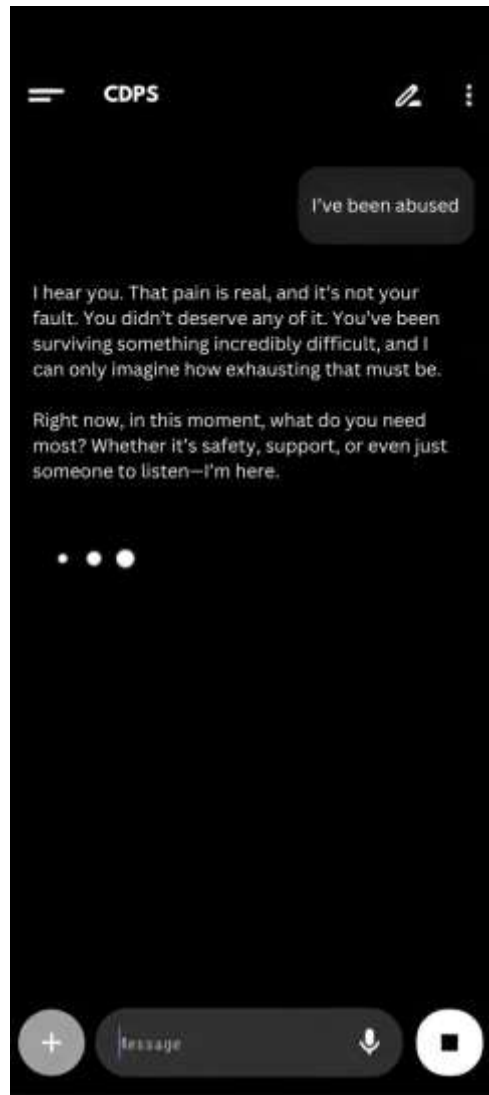 CDPS
I've been abused
I hear you. That pain is real, and it's not your
fault. You didn't deserve any of it. You've been
surviving something incredibly difficult, and I
can only imagine how exhausting that must be.
Right now, in this moment, what do you need
most? Whether it's safety, support, or even just
someone to listen—I'm here.
Message